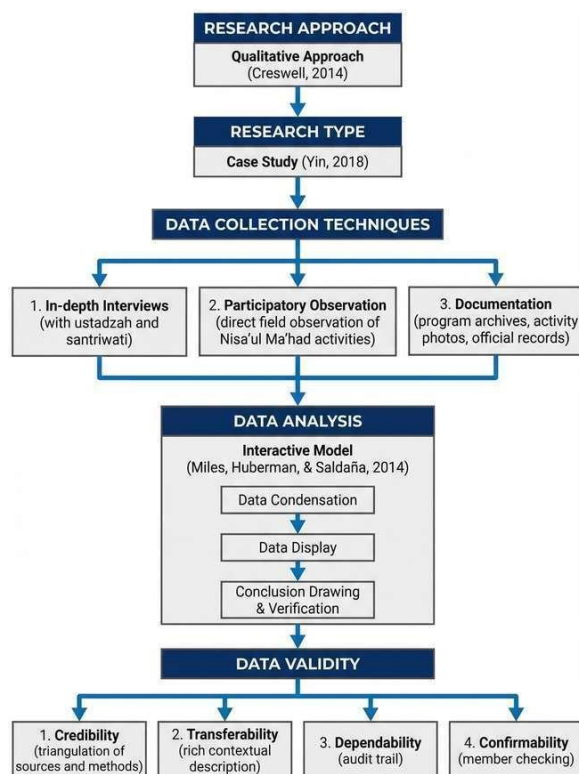 RESEARCH APPROACH
Qualitative Approach
(Creswell, 2014)
RESEARCH TYPE
Case Study (Yin, 2018)
DATA COLLECTION TECHNIQUES
1. In-depth Interviews
(with ustadzah and
santriwati)
2. Participatory Observation
(direct field observation of
Nisa'ul Ma'had activities)
3. Documentation
(program archives, activity
photos, official records)
DATA ANALYSIS
Interactive Model
(Miles, Huberman, & Saldaña, 2014)
Data Condensation
Data Display
Conclusion Drawing
& Verification
DATA VALIDITY
1. Credibility
(triangulation of
sources and methods)
2. Transferability
(rich contextual
description)
3. Dependability
(audit trail)
4. Confirmability
(member checking)